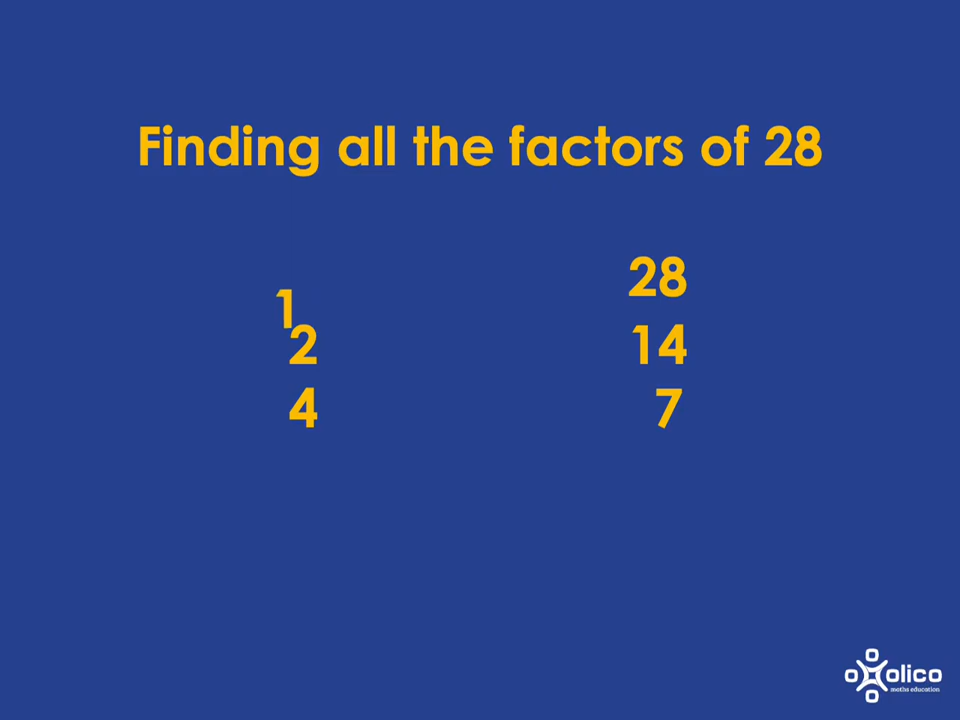 Finding all the factors of 28
1 28
2 14
4 7
olico
maths education